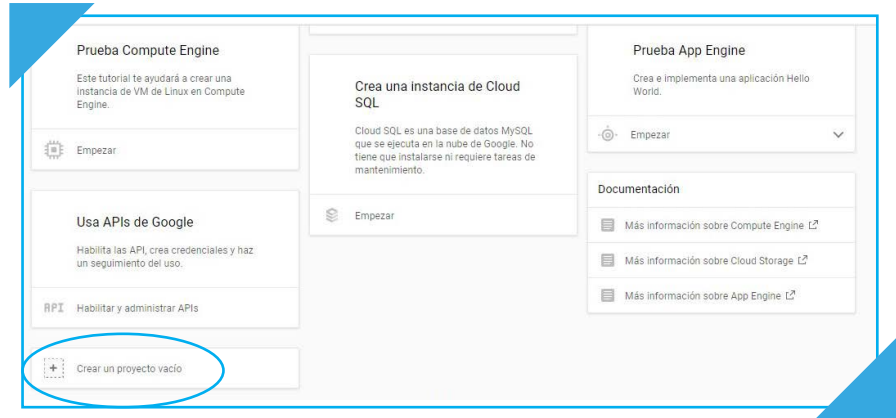 Prueba Compute Engine
Este tutorial te ayudará a crear una
instancia de VM de Linux en Compute
Engine.
Empezar
Usa APIs de Google
Habilita las API, crea credenciales y haz
un seguimiento del uso.
API Habilitar y administrar APIs
+ Crear un proyecto vacío
Crea una instancia de Cloud
SQL
Cloud SQL es una base de datos MySQL
que se ejecuta en la nube de Google. No
tiene que instalarse ni requiere tareas de
mantenimiento.
Empezar
Prueba App Engine
Crea e implementa una aplicación Hello
World.
Empezar
Documentación
Más información sobre Compute Engine
Más información sobre Cloud Storage
Más información sobre App Engine